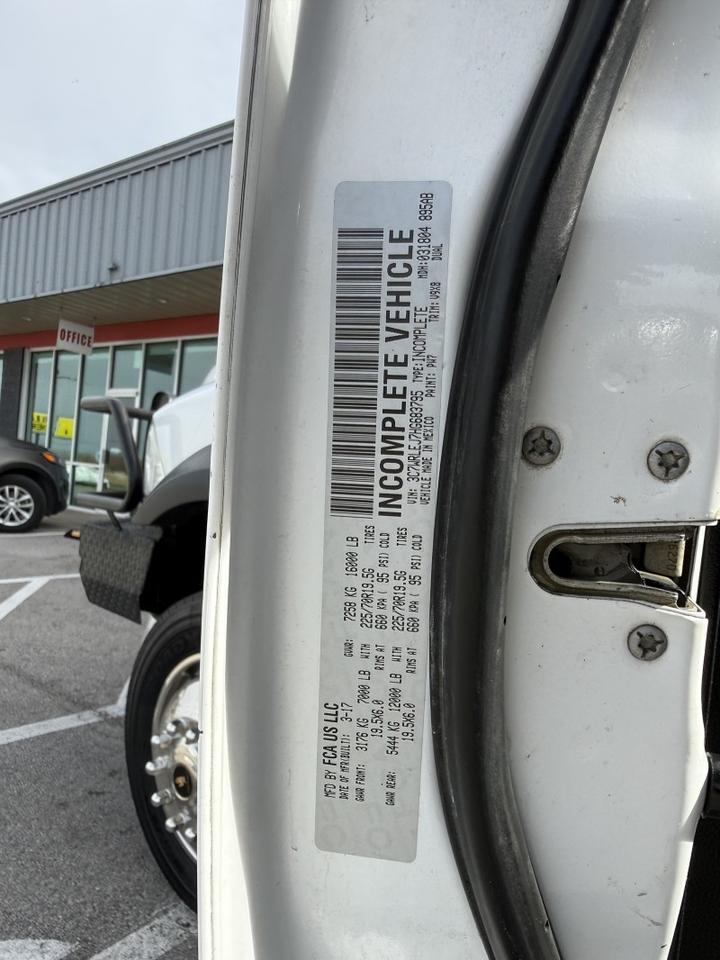 MFD BY FCA US LLC
DATE OF MFR(BUILT): 3-17 GVWR: 7258 KG 16000 LB
GAWR FRONT: 3176 KG 7000 LB WITH 225/70R19.5G TIRES
19.5X6.0 RIMS AT 660 KPA ( 95 PSI) COLD
GAWR REAR: 5444 KG 12000 LB WITH 225/70R19.5G TIRES
19.5X6.0 RIMS AT 660 KPA ( 95 PSI) COLD
DUAL
INCOMPLETE VEHICLE
VIN: 3C7WRLEJ7HG683795 TYPE:INCOMPLETE MDH:031804 895AB
VEHICLE MADE IN MEXICO PAINT: PW7 TRIM: V9X8
OFFICE